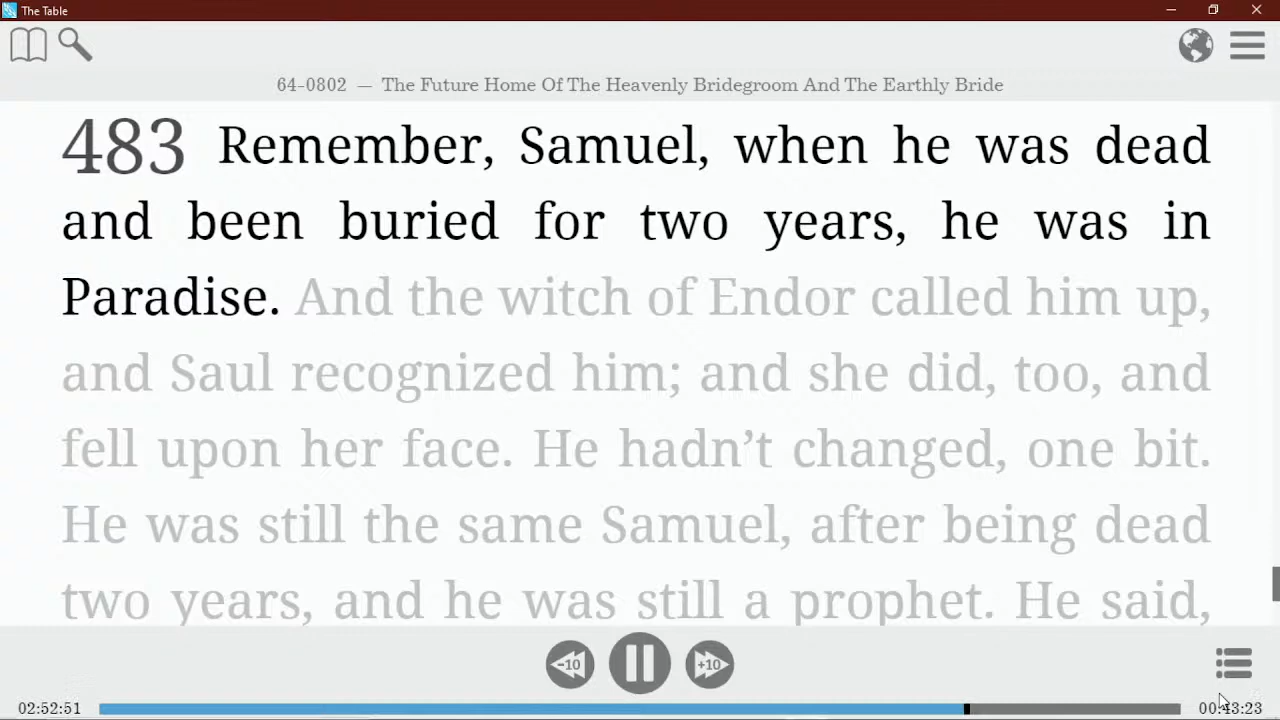 The Table
64-0802 — The Future Home Of The Heavenly Bridegroom And The Earthly Bride
483 Remember, Samuel, when he was dead
and been buried for two years, he was in
Paradise. And the witch of Endor called him up,
and Saul recognized him; and she did, too, and
fell upon her face. He hadn’t changed, one bit.
He was still the same Samuel, after being dead
two years, and he was still a prophet. He said,
-10 +10
02:52:51 00:43:23